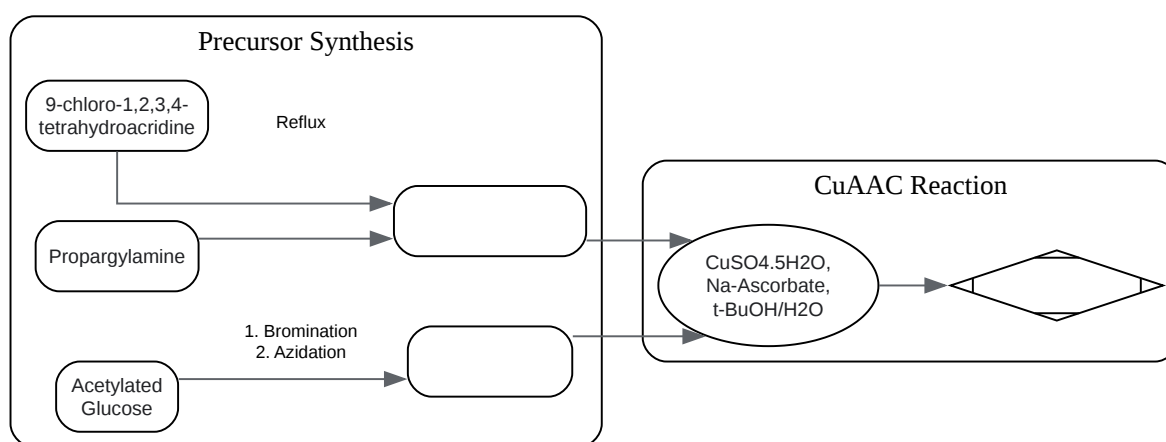 Precursor Synthesis
9-chloro-1,2,3,4-
tetrahydroacridine
Reflux
Propargylamine
1. Bromination
2. Azidation
Acetylated
Glucose
CuAAC Reaction
CuSO4.5H2O,
Na-Ascorbate,
t-BuOH/H2O